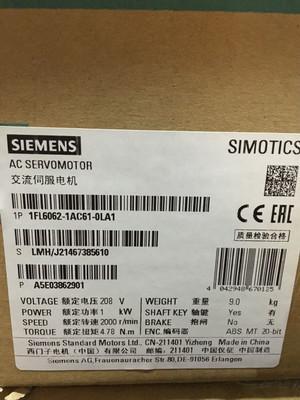 SIEMENS SIMOTICS
AC SERVOMOTOR
交流伺服电机
1P 1FL6062-1AC61-0LA1
CE EAC
质量检验合格
S LMH/J21467385610
P A5E03862901
4 042948 670125
VOLTAGE 额定电压 208 V WEIGHT 重量 9.0 kg
POWER 额定功率 1 kW SHAFT KEY 轴键 Yes 有
SPEED 额定转速 2000 r/min BRAKE 抱闸 No 无
TORQUE 额定扭矩 4.78 N.m ENC.编码器 ABS MT 20-bit
Siemens Standard Motors Ltd., CN-211401 Yizheng Made in China
西门子电机（中国）有限公司 邮编：211401 中国仪征 中国制造
Siemens AG,Frauenauracher Str.80,DE-91056 Erlangen